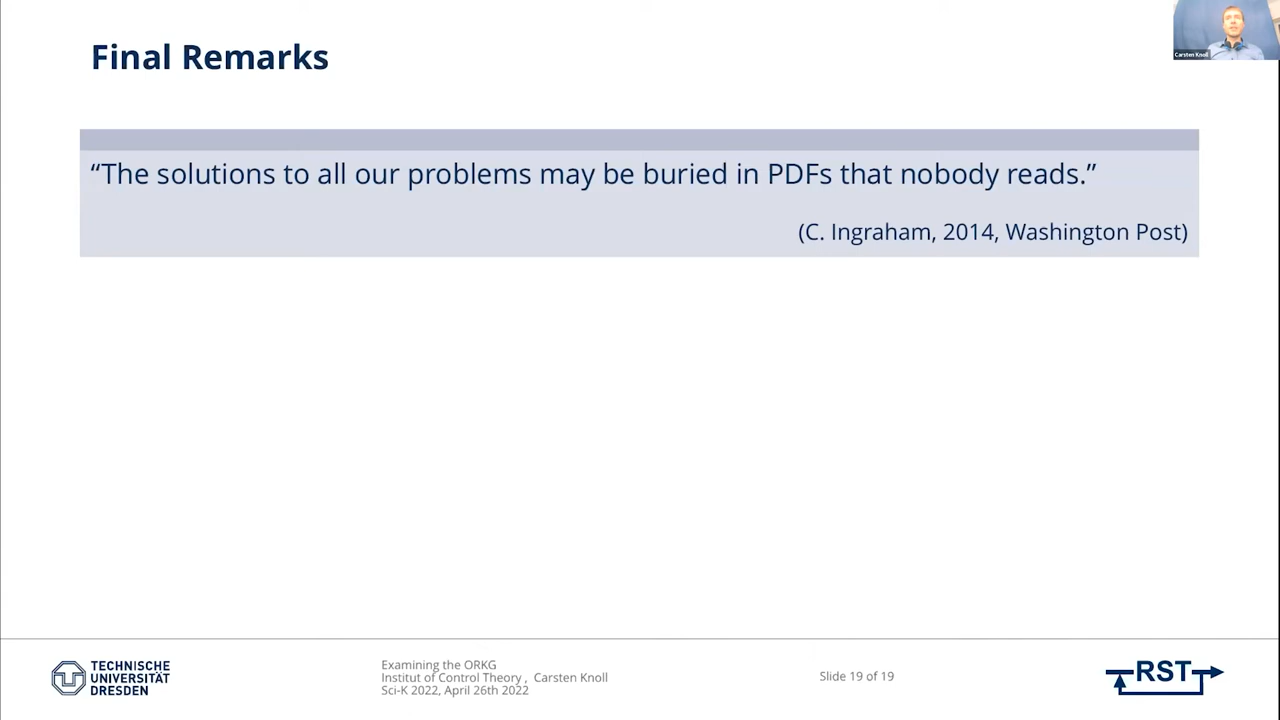 Final Remarks
Carsten Knoll
“The solutions to all our problems may be buried in PDFs that nobody reads.”
(C. Ingraham, 2014, Washington Post)
TECHNISCHE
UNIVERSITÄT
DRESDEN
Examining the ORKG
Institut of Control Theory , Carsten Knoll
Sci-K 2022, April 26th 2022
Slide 19 of 19
RST